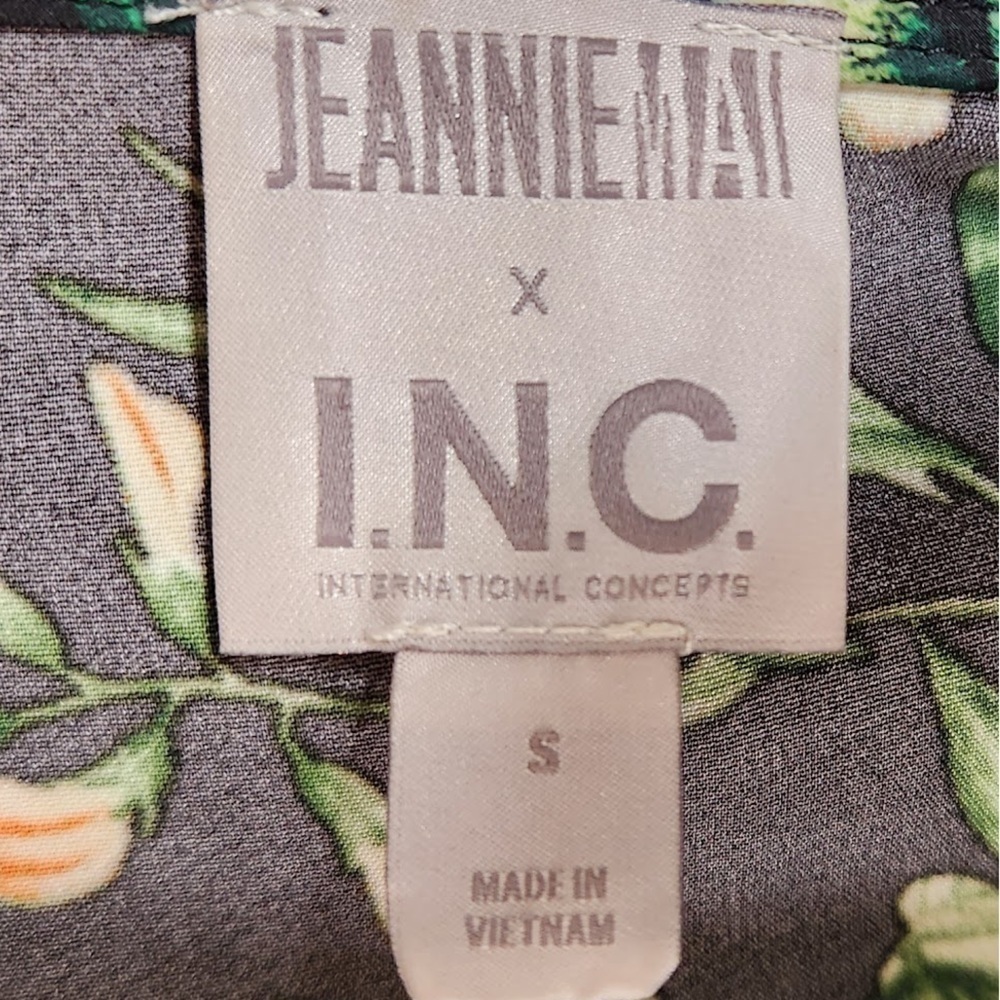 JEANNIEMAI
X
I.N.C.
INTERNATIONAL CONCEPTS
S
MADE IN
VIETNAM